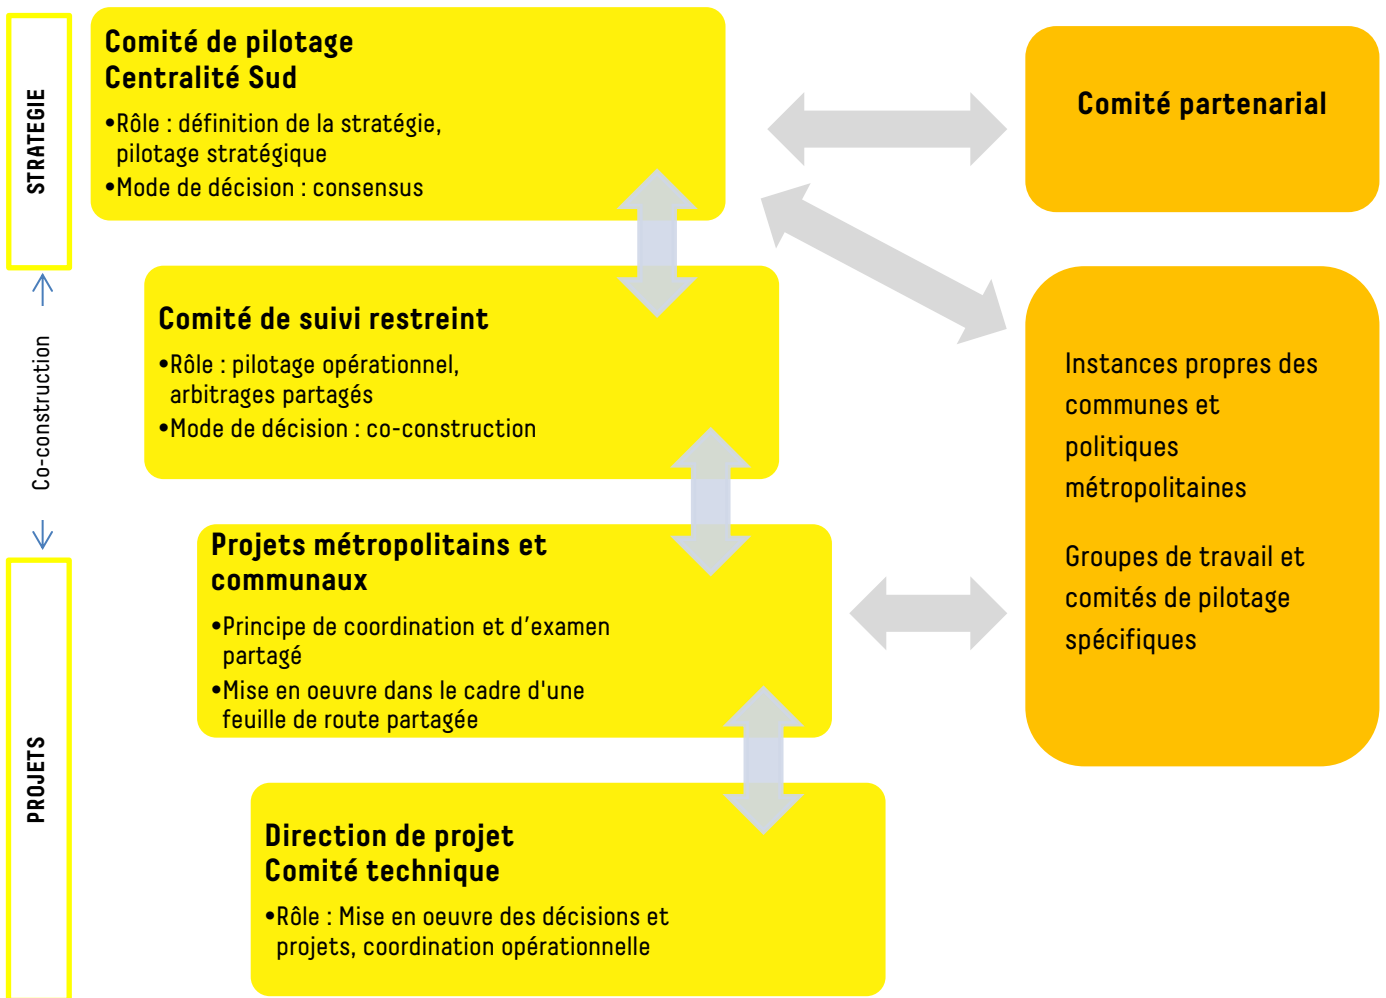 STRATEGIE
Co-construction
PROJETS
Comité de pilotage
Centralité Sud
•Rôle : définition de la stratégie,
pilotage stratégique
•Mode de décision : consensus
Comité de suivi restreint
•Rôle : pilotage opérationnel,
arbitrages partagés
•Mode de décision : co-construction
Projets métropolitains et
communaux
•Principe de coordination et d’examen
partagé
•Mise en oeuvre dans le cadre d'une
feuille de route partagée
Direction de projet
Comité technique
•Rôle : Mise en oeuvre des décisions et
projets, coordination opérationnelle
Comité partenarial
Instances propres des
communes et
politiques
métropolitaines
Groupes de travail et
comités de pilotage
spécifiques